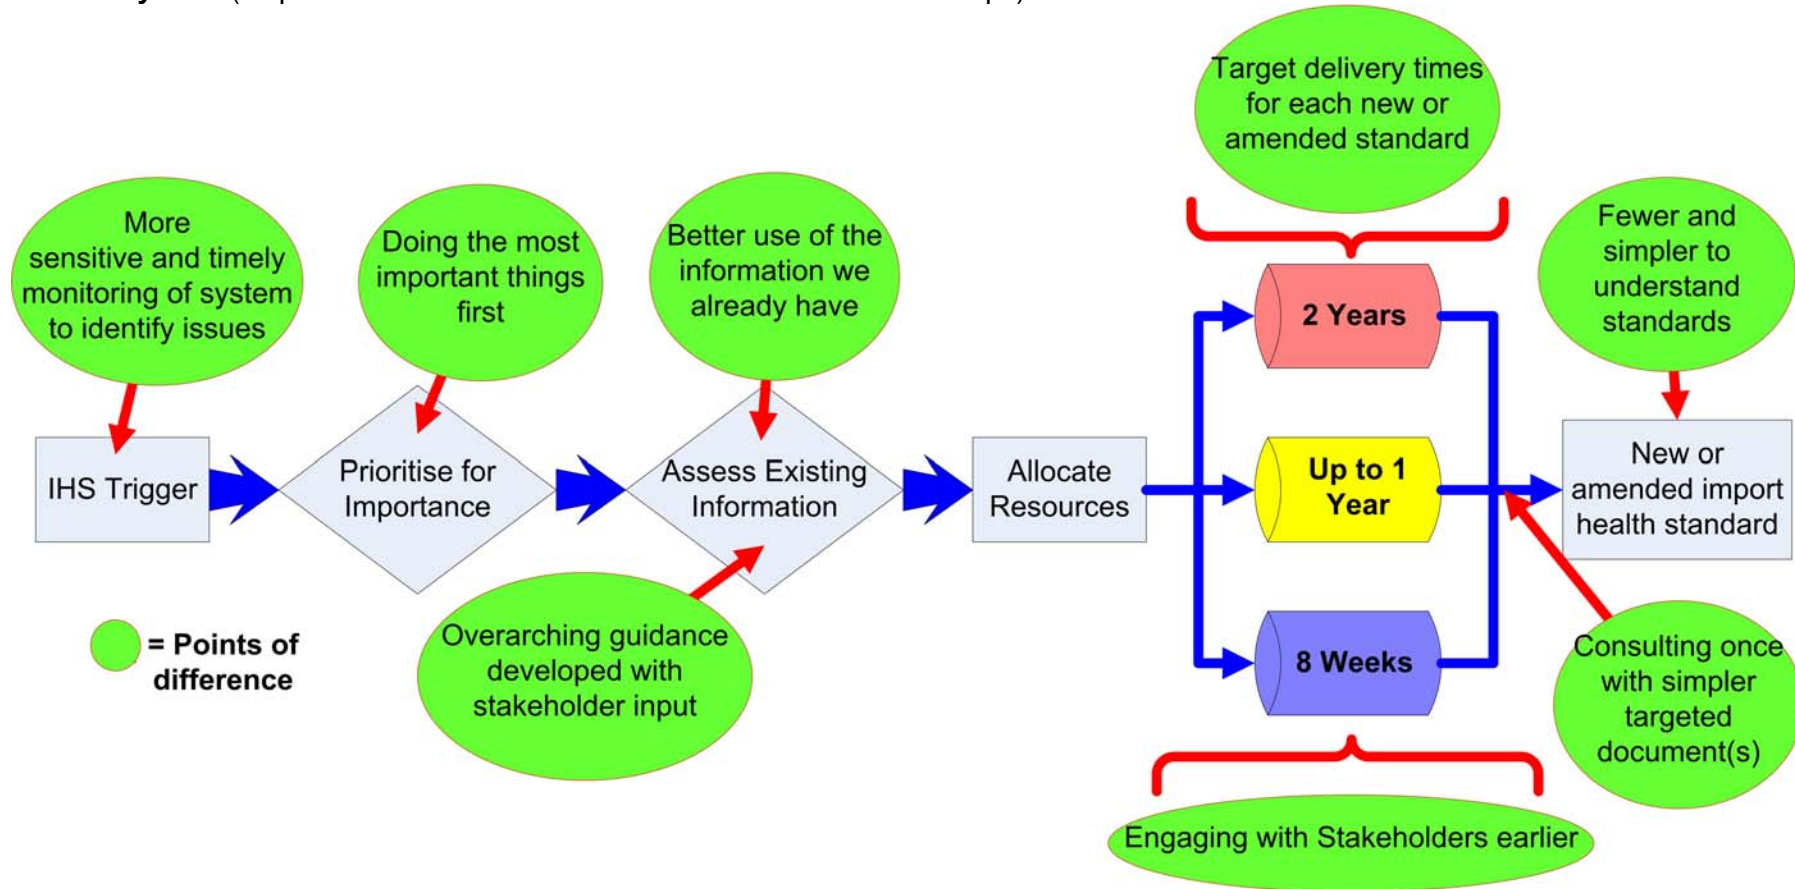 Target delivery times
for each new or
amended standard
More
sensitive and timely
monitoring of system
to identify issues
Doing the most
important things
first
Better use of the
information we
already have
Fewer and
simpler to
understand
standards
2 Years
IHS Trigger
Prioritise for
Importance
Assess Existing
Information
Allocate
Resources
Up to 1
Year
New or
amended import
health standard
8 Weeks
= Points of
difference
Overarching guidance
developed with
stakeholder input
Consulting once
with simpler
targeted
document(s)
Engaging with Stakeholders earlier